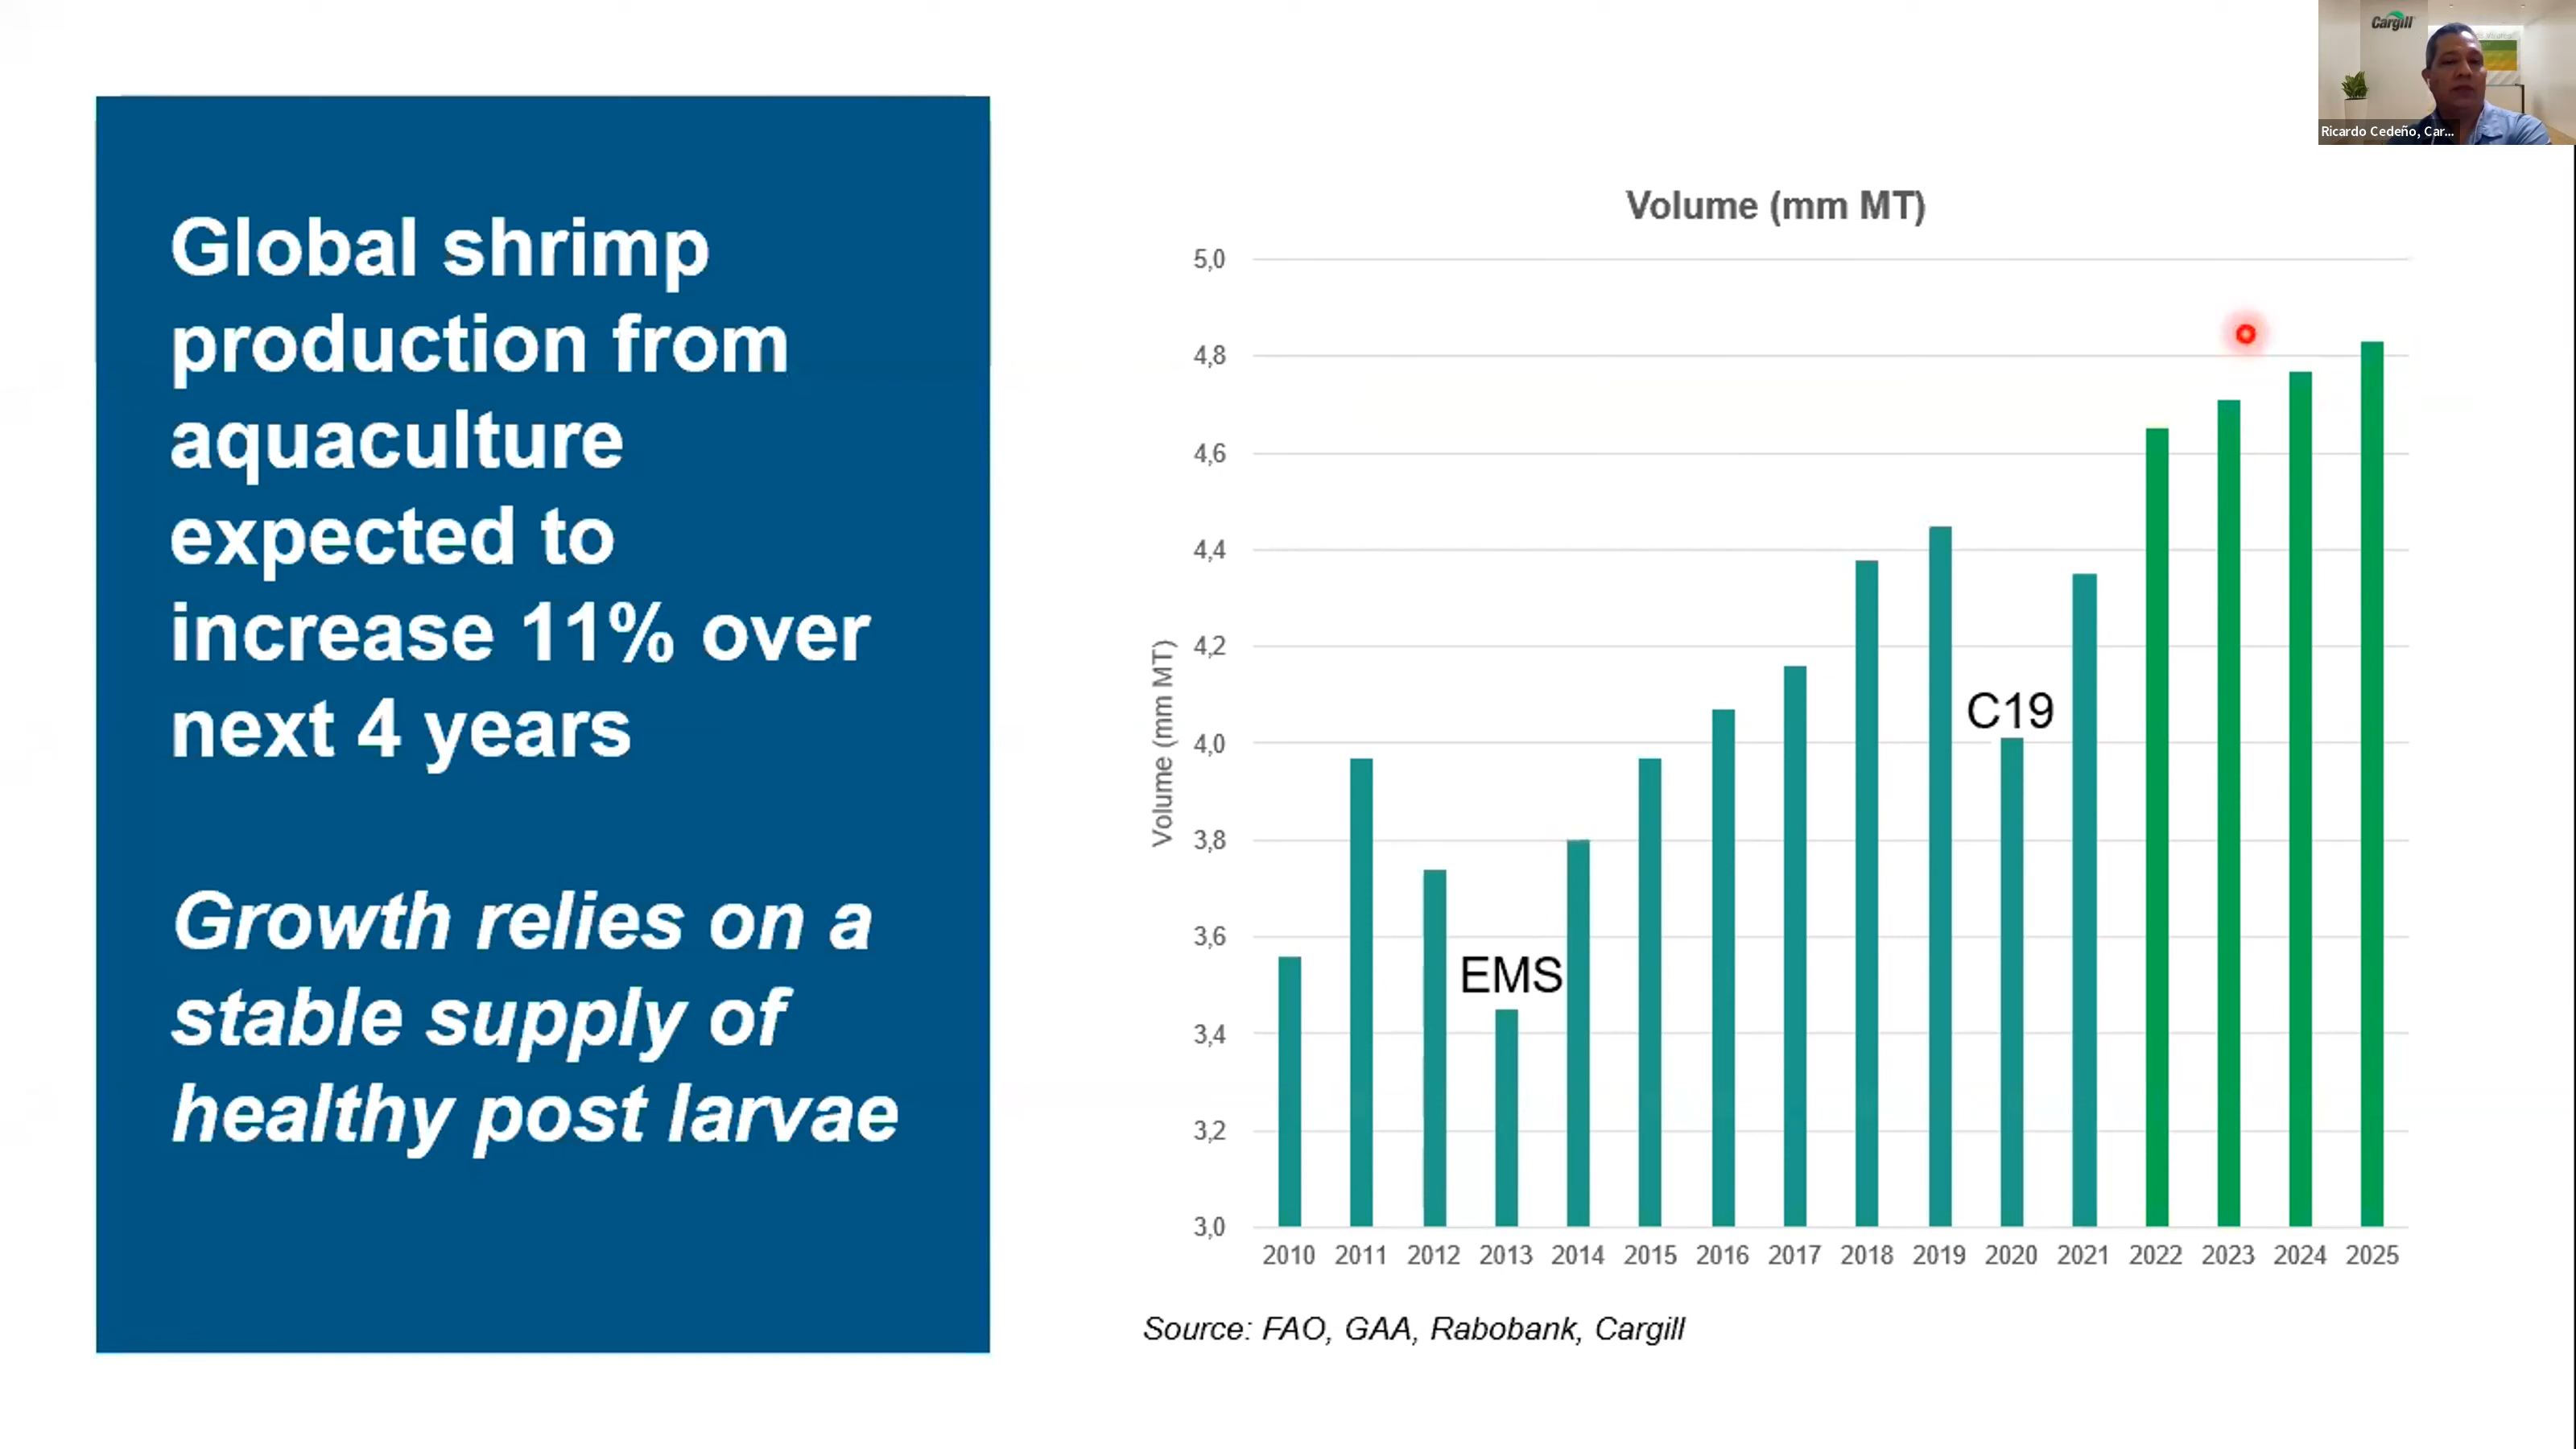 Cargill
Ricardo Cedeño, Car...
Global shrimp
production from
aquaculture
expected to
increase 11% over
next 4 years
Growth relies on a
stable supply of
healthy post larvae
Volume (mm MT)
Volume (mm MT)
5,0
4,8
4,6
4,4
4,2
4,0
3,8
3,6
3,4
3,2
3,0
EMS
C19
2010 2011 2012 2013 2014 2015 2016 2017 2018 2019 2020 2021 2022 2023 2024 2025
Source: FAO, GAA, Rabobank, Cargill